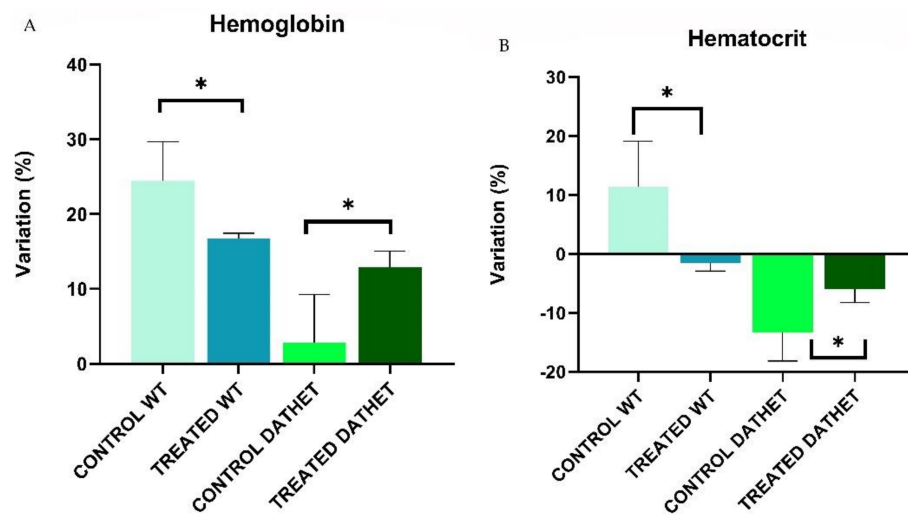 A
Hemoglobin
Variation (%)
40
30
20
10
0
*
*
CONTROL WT
TREATED WT
CONTROL DATHET
TREATED DATHET
B
Hematocrit
Variation (%)
30
20
10
0
-10
-20
*
*
CONTROL WT
TREATED WT
CONTROL DATHET
TREATED DATHET